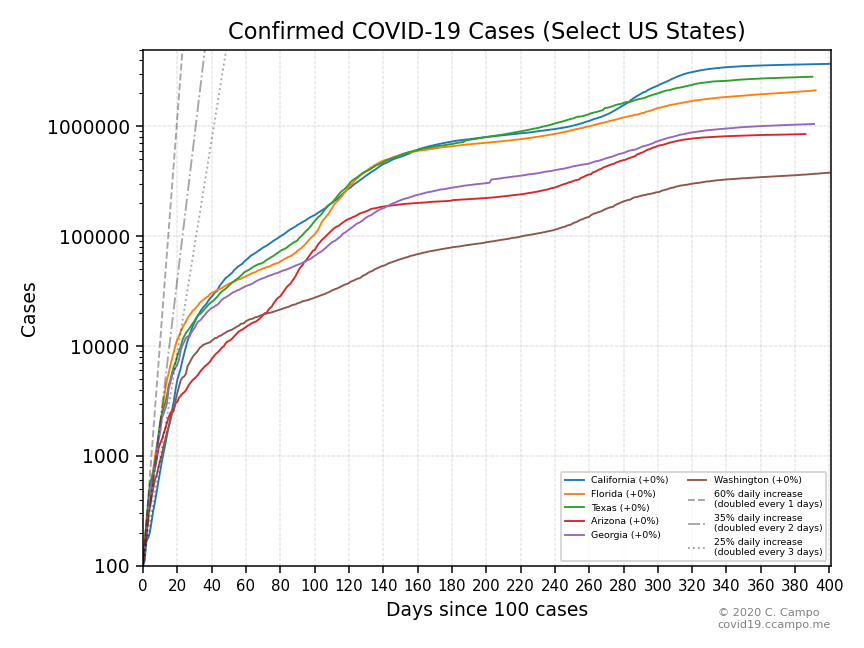 Confirmed COVID-19 Cases (Select US States)
Cases
1000000
100000
10000
1000
100
0 20 40 60 80 100 120 140 160 180 200 220 240 260 280 300 320 340 360 380 400
Days since 100 cases
California (+0%)
Florida (+0%)
Texas (+0%)
Arizona (+0%)
Georgia (+0%)
Washington (+0%)
60% daily increase
(doubled every 1 days)
35% daily increase
(doubled every 2 days)
25% daily increase
(doubled every 3 days)
© 2020 C. Campo
covid19.ccampo.me